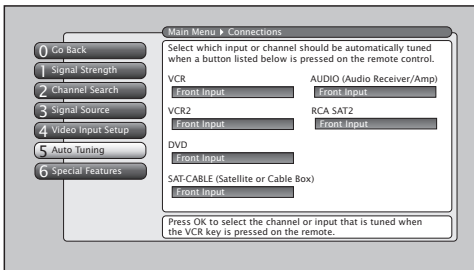 Main Menu ▶ Connections
0 Go Back
1 Signal Strength
2 Channel Search
3 Signal Source
4 Video Input Setup
5 Auto Tuning
6 Special Features
Select which input or channel should be automatically tuned
when a button listed below is pressed on the remote control.
VCR
Front Input
VCR2
Front Input
DVD
Front Input
SAT-CABLE (Satellite or Cable Box)
Front Input
AUDIO (Audio Receiver/Amp)
Front Input
RCA SAT2
Front Input
Press OK to select the channel or input that is tuned when
the VCR key is pressed on the remote.